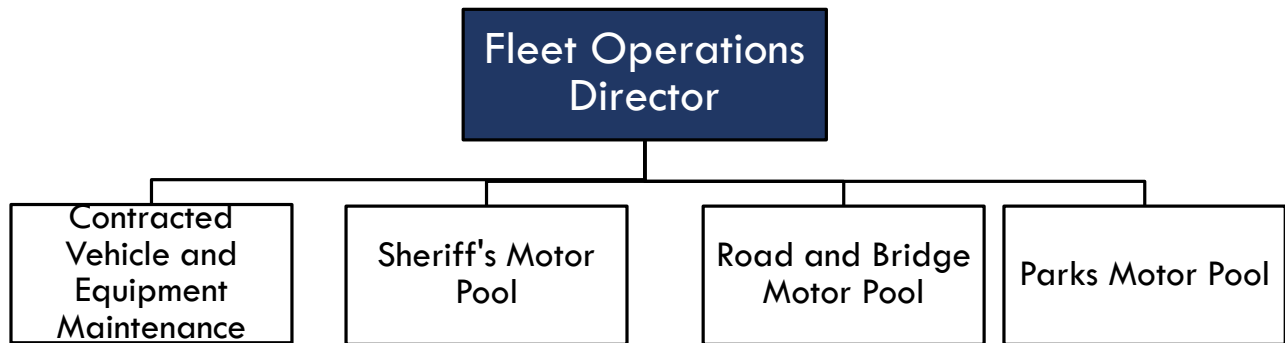 Fleet Operations
Director
Contracted
Vehicle and
Equipment
Maintenance
Sheriff's Motor
Pool
Road and Bridge
Motor Pool
Parks Motor Pool